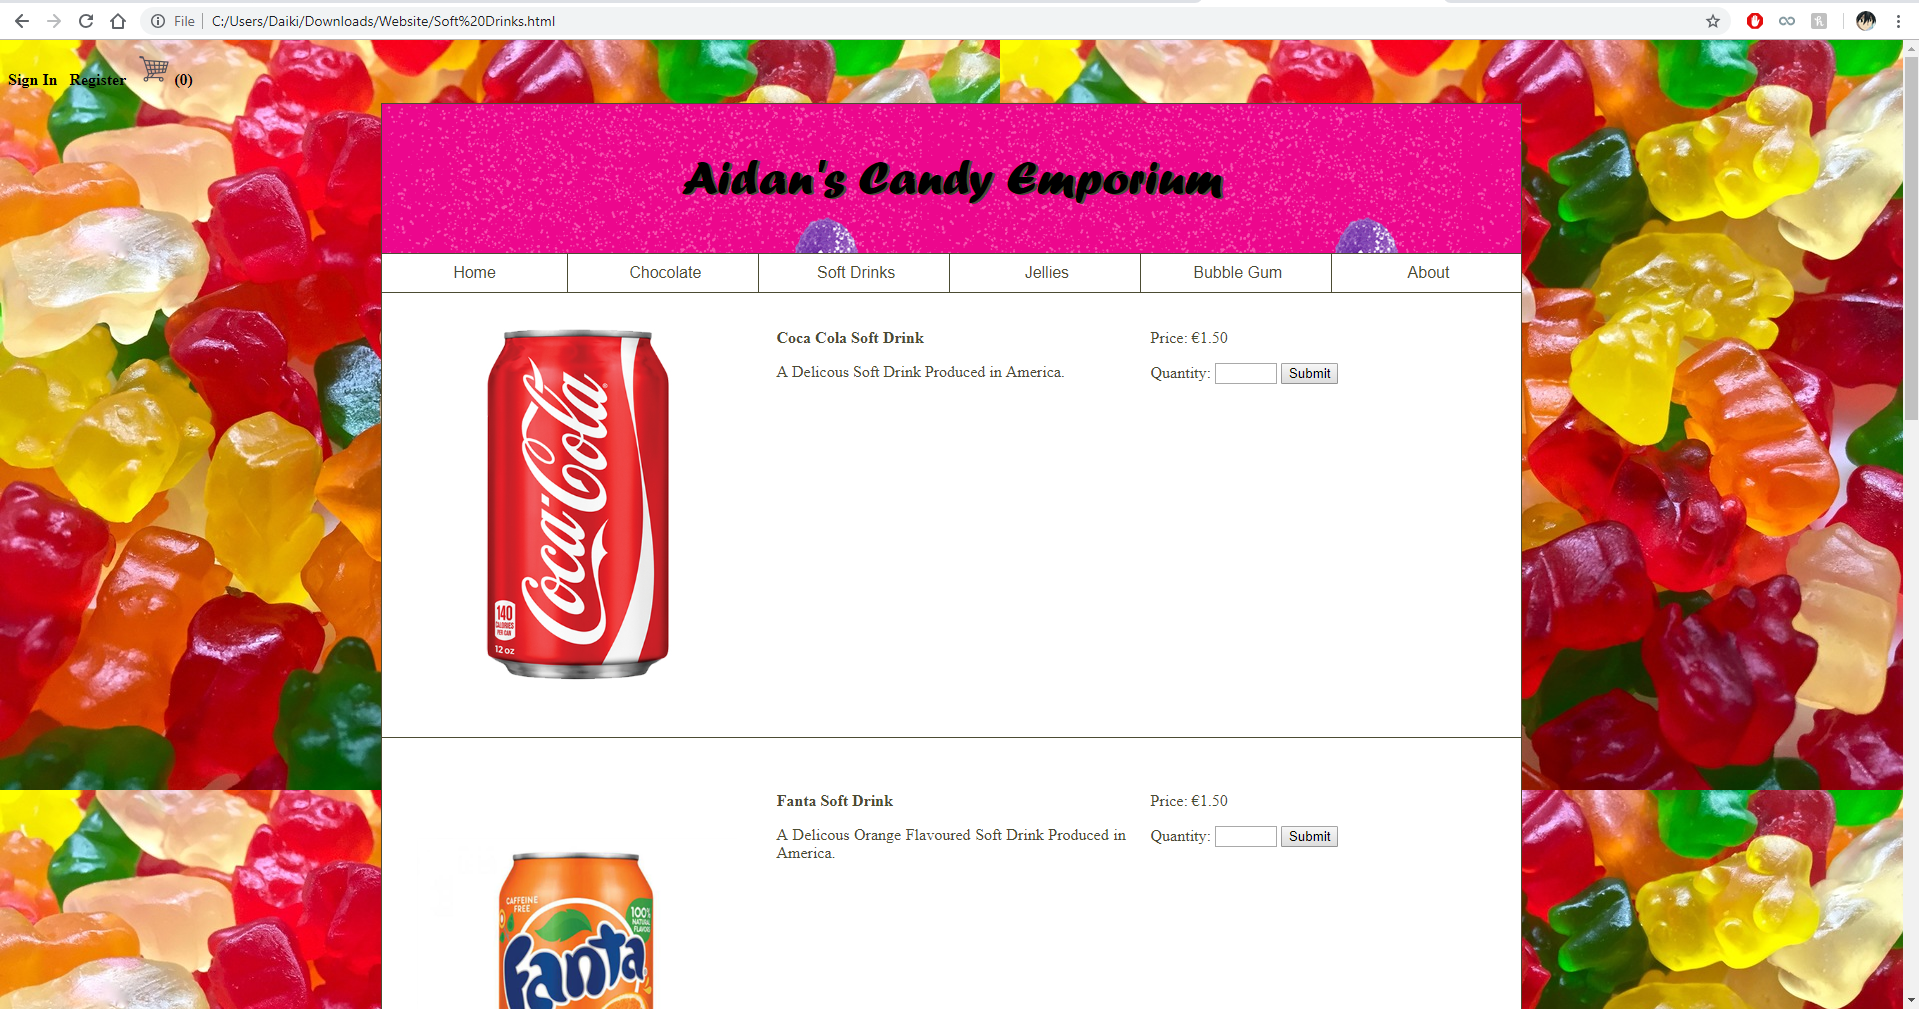 File C:/Users/Daiki/Downloads/Website/Soft%20Drinks.html
Sign In Register (0)
Aidan's Candy Emporium
Home Chocolate Soft Drinks Jellies Bubble Gum About
Coca Cola Soft Drink
A Delicous Soft Drink Produced in America.
Price: €1.50
Quantity: Submit
Coca-Cola
140
CALORIES
PER CAN
12 oz
Fanta Soft Drink
A Delicous Orange Flavoured Soft Drink Produced in
America.
Price: €1.50
Quantity: Submit
CAFFEINE
FREE
100%
NATURAL
FLAVORS
Fanta